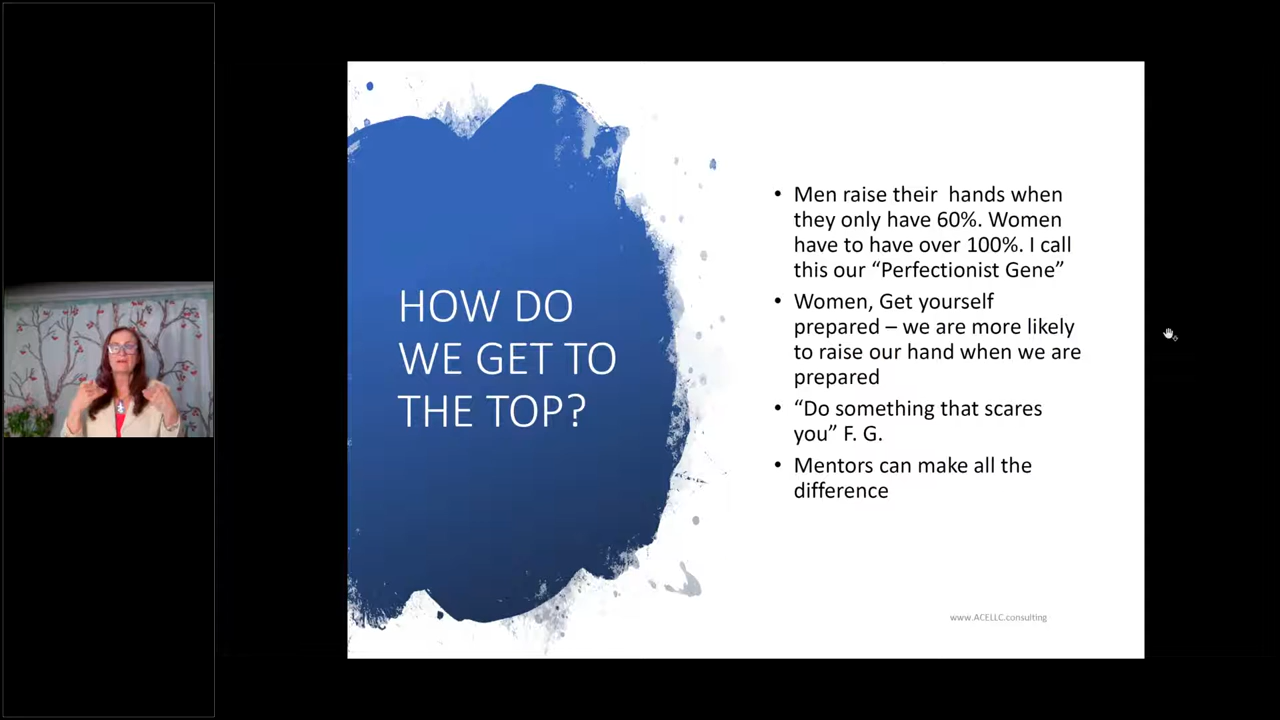 HOW DO
WE GET TO
THE TOP?
• Men raise their  hands when
they only have 60%. Women
have to have over 100%. I call
this our “Perfectionist Gene”
• Women, Get yourself
prepared – we are more likely
to raise our hand when we are
prepared
• “Do something that scares
you” F. G.
• Mentors can make all the
difference
www.ACELLC.consulting